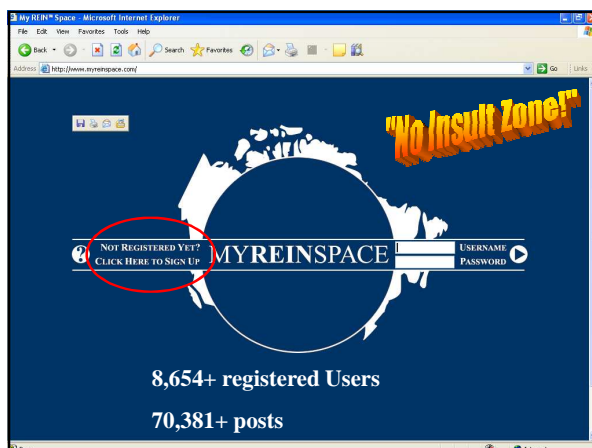 My REIN™ Space - Microsoft Internet Explorer
File Edit View Favorites Tools Help
Back Search Favorites
Address http://www.myreinspace.com/ Go Links
"No Insult Zone!"
NOT REGISTERED YET?
CLICK HERE TO SIGN UP
?
MYREINSPACE
USERNAME
PASSWORD
8,654+ registered Users
70,381+ posts